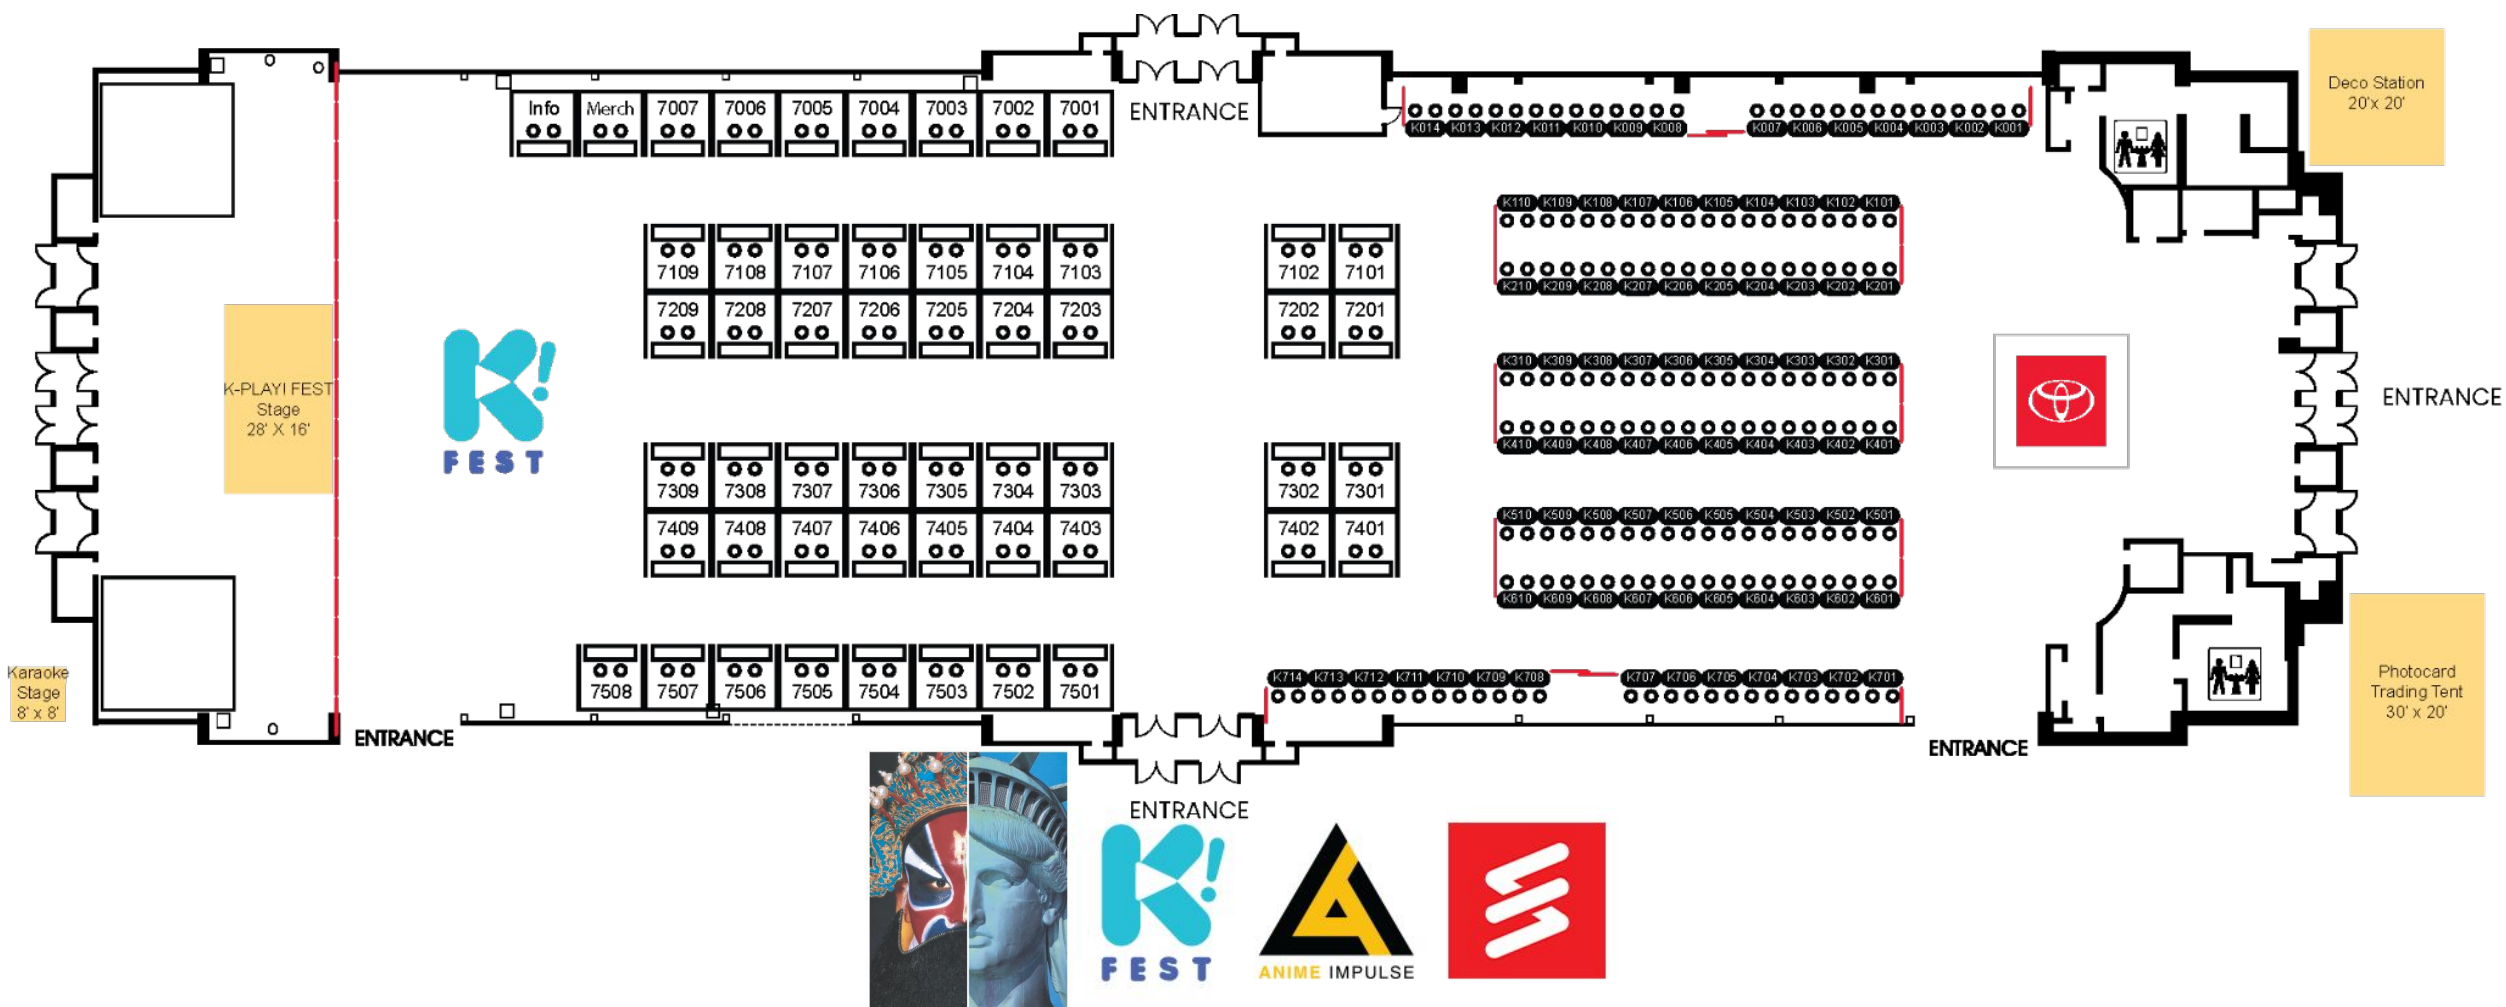 ENTRANCE
Info Merch 7007 7006 7005 7004 7003 7002 7001
K014 K013 K012 K011 K010 K009 K008 K007 K006 K005 K004 K003 K002 K001
Deco Station
20'x 20'
K110 K109 K108 K107 K106 K105 K104 K103 K102 K101
7109 7108 7107 7106 7105 7104 7103 7102 7101
K210 K209 K208 K207 K206 K205 K204 K203 K202 K201
7209 7208 7207 7206 7205 7204 7203 7202 7201
K!
FEST
K-PLAY! FEST
Stage
28' X 16'
K310 K309 K308 K307 K306 K305 K304 K303 K302 K301
ENTRANCE
K410 K409 K408 K407 K406 K405 K404 K403 K402 K401
7309 7308 7307 7306 7305 7304 7303 7302 7301
K510 K509 K508 K507 K506 K505 K504 K503 K502 K501
7409 7408 7407 7406 7405 7404 7403 7402 7401
K610 K609 K608 K607 K606 K605 K604 K603 K602 K601
Karaoke
Stage
8' x 8'
7508 7507 7506 7505 7504 7503 7502 7501
K714 K713 K712 K711 K710 K709 K708 K707 K706 K705 K704 K703 K702 K701
Photocard
Trading Tent
30' x 20'
ENTRANCE
ENTRANCE
ENTRANCE
K!
FEST
ANIME IMPULSE